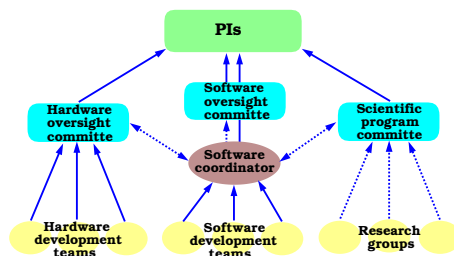 PIs
Software
oversight
committe
Hardware
oversight
committe
Scientific
program
committe
Software
coordinator
Hardware
development
teams
Software
development
teams
Research
groups